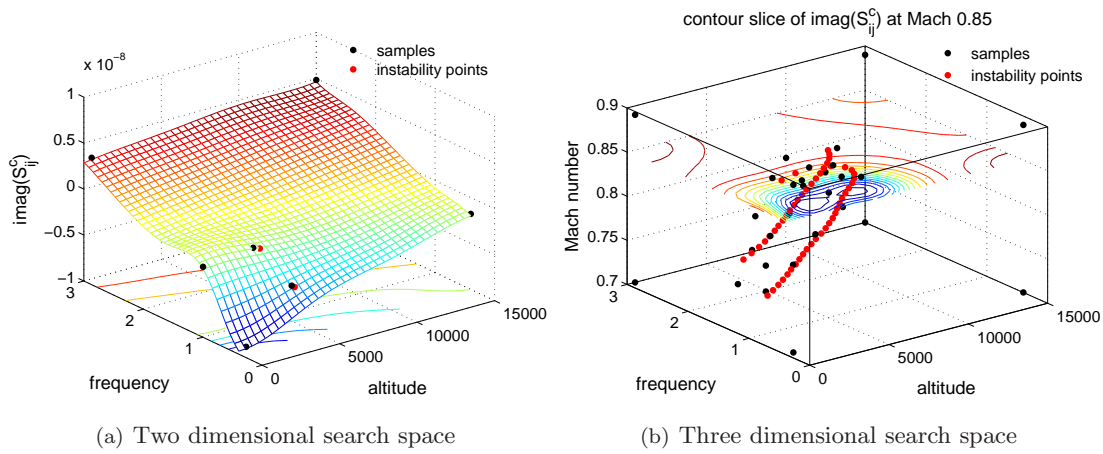 x 10⁻⁸
samples
instability points
1
0.5
0
−0.5
−1
imag(S_ij^c)
3
2
1
0
frequency
0
5000
10000
15000
altitude
(a) Two dimensional search space
contour slice of imag(S_ij^c) at Mach 0.85
samples
instability points
0.9
0.85
0.8
0.75
0.7
Mach number
3
2
1
0
frequency
0
5000
10000
15000
altitude
(b) Three dimensional search space